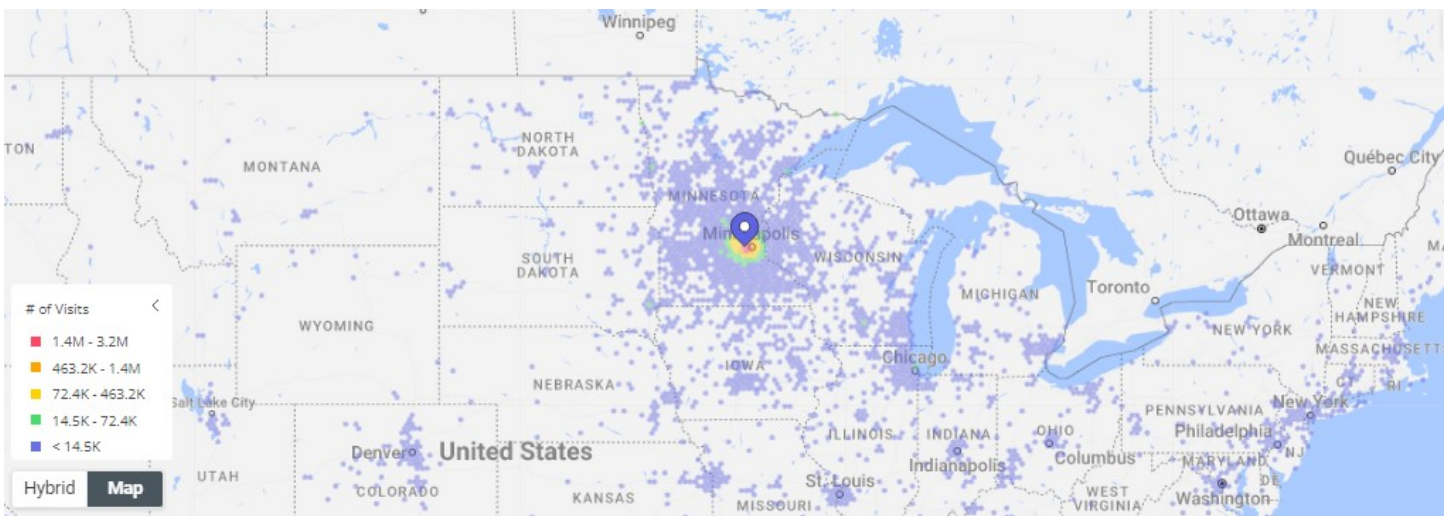 Winnipeg
Québec City
NORTH
DAKOTA
MONTANA
TON
MINNESOTA
Ottawa
Montreal
VERMONT
SOUTH
DAKOTA
WISCONSIN
MICHIGAN
Toronto
NEW
HAMPSHIRE
NEW YORK
MASSACHUSETT
WYOMING
IOWA
Chicago
NEBRASKA
CT
RI
Salt Lake City
New York
PENNSYLVANIA
Philadelphia
NJ
Denver
United States
ILLINOIS
INDIANA
OHIO
Columbus
Indianapolis
MARYLAND
DE
UTAH
COLORADO
KANSAS
MISSOURI
St. Louis
WEST
VIRGINIA
Washington
# of Visits
1.4M - 3.2M
463.2K - 1.4M
72.4K - 463.2K
14.5K - 72.4K
< 14.5K
Hybrid
Map